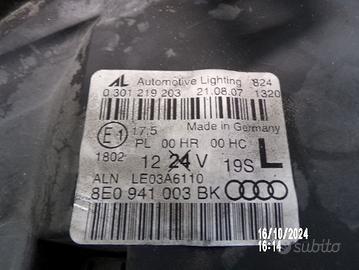 AL Automotive Lighting 824
0 301 219 203 21.08.07 1320
E1 17.5 Made in Germany
PL 00 HR 00 HC
1802 12 24 V 19S L
ALN LE03A6110
8E0 941 003 BK
16/10/2024
16:14
subito